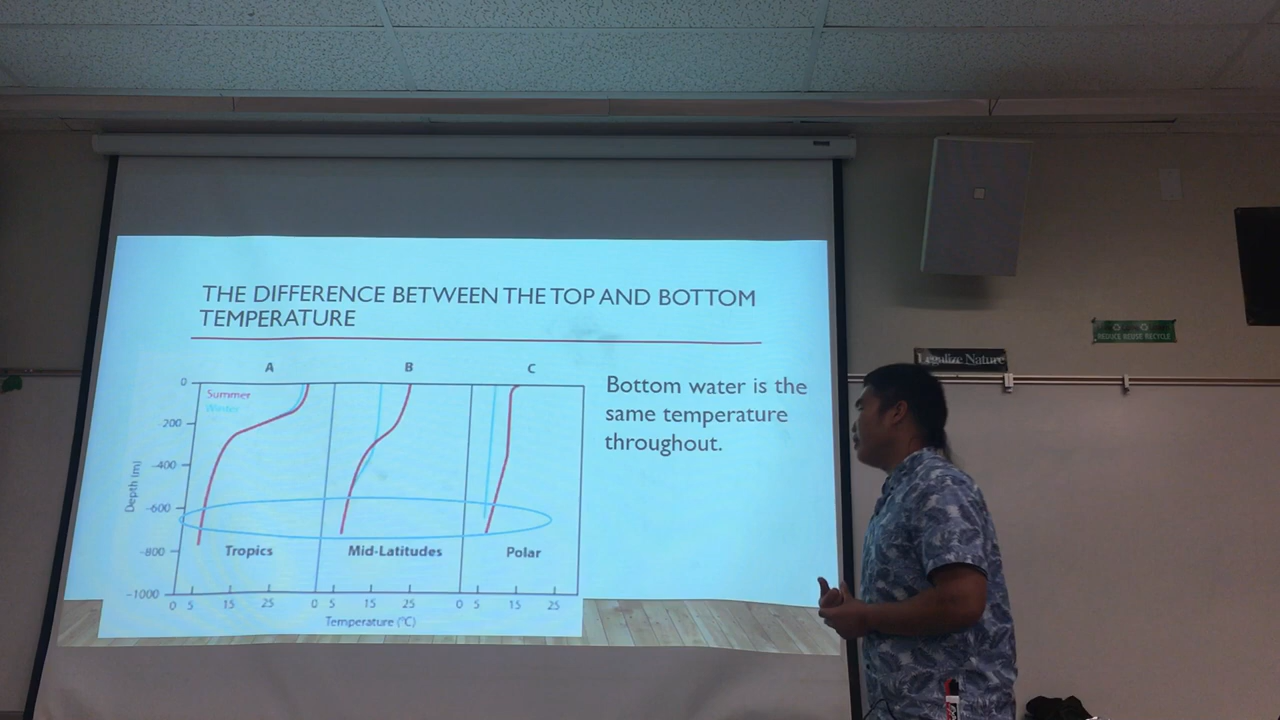 THE DIFFERENCE BETWEEN THE TOP AND BOTTOM
TEMPERATURE
A B C
Summer
Winter
0
-200
-400
-600
-800
-1000
Depth (m)
Tropics Mid-Latitudes Polar
0 5 15 25 0 5 15 25 0 5 15 25
Temperature (°C)
Bottom water is the
same temperature
throughout.
REDUCE REUSE RECYCLE
Legalize Nature